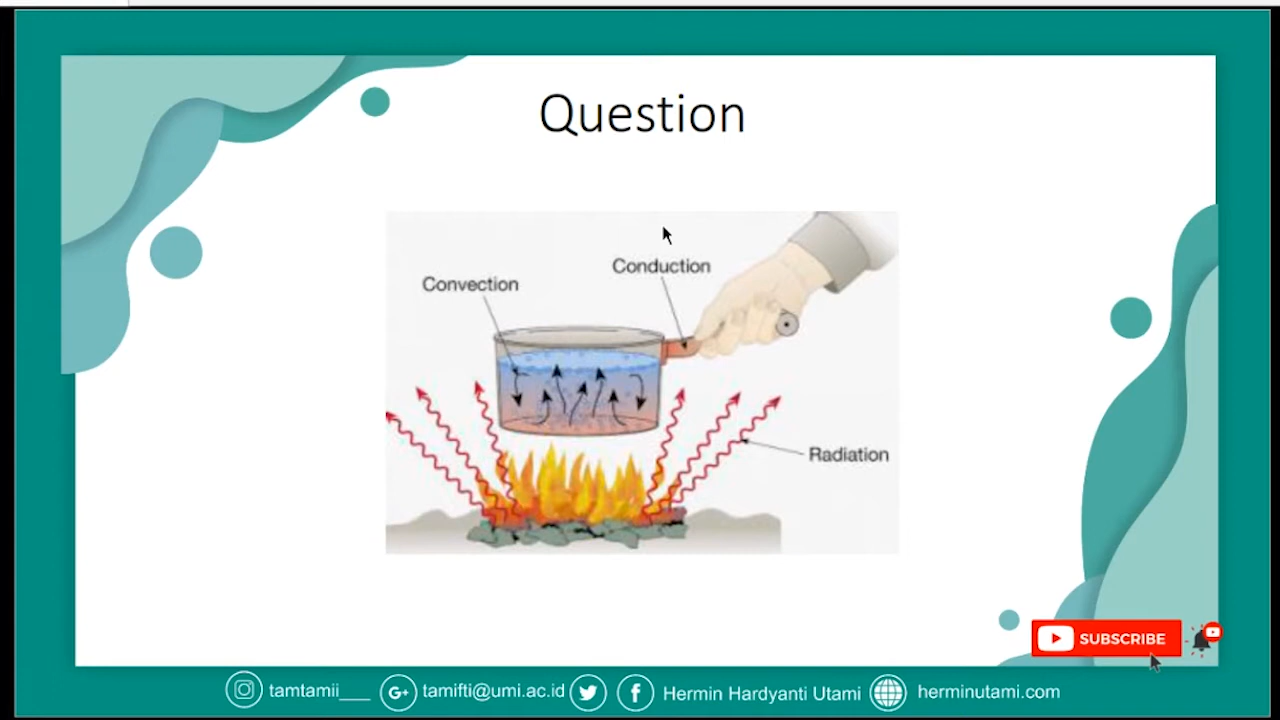 Question
Conduction
Convection
Radiation
SUBSCRIBE
tamtamii___ G+ tamifti@umi.ac.id Hermin Hardyanti Utami herminutami.com